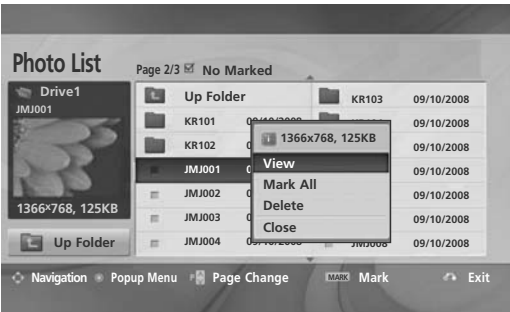 Photo List
Page 2/3 No Marked
Drive1
JMJ001
1366x768, 125KB
Up Folder
Up Folder
KR101
KR102
JMJ001
JMJ002
JMJ003
JMJ004
KR103 09/10/2008
09/10/2008
09/10/2008
09/10/2008
09/10/2008
09/10/2008
JMJ008 09/10/2008
1366x768, 125KB
View
Mark All
Delete
Close
Navigation Popup Menu Page Change MARK Mark Exit